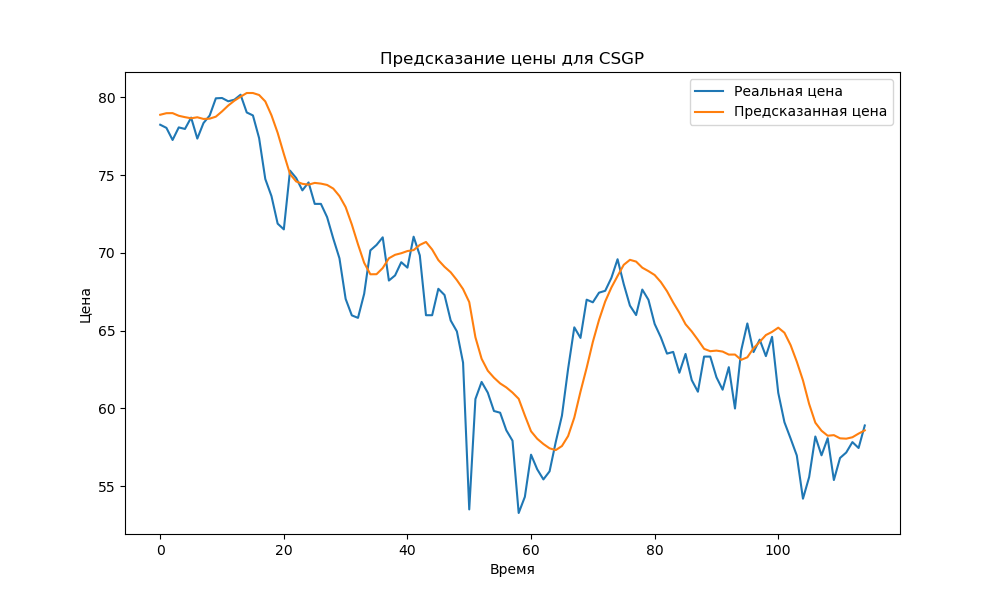 Предсказание цены для CSGP
Реальная цена
Предсказанная цена
Цена
80
75
70
65
60
55
0 20 40 60 80 100
Время